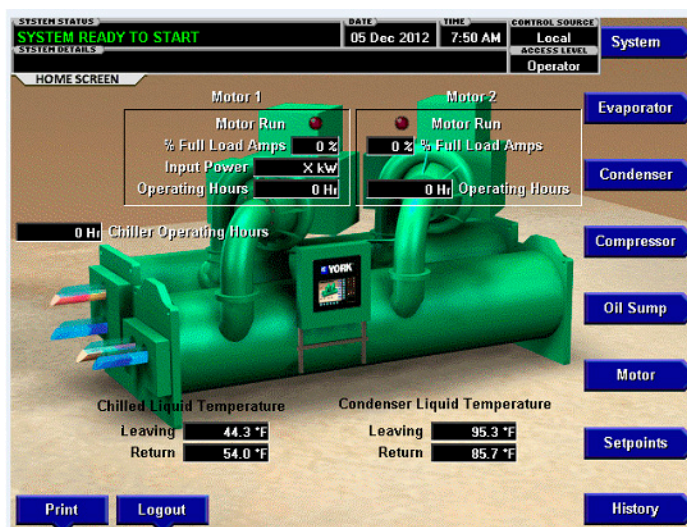 SYSTEM STATUS
SYSTEM READY TO START
DATE
05 Dec 2012
TIME
7:50 AM
CONTROL SOURCE
Local
SYSTEM DETAILS
ACCESS LEVEL
Operator
System
HOME SCREEN
Motor 1
Motor 2
Motor Run
Motor Run
% Full Load Amps 0 %
0 % % Full Load Amps
Input Power X kW
Operating Hours 0 Hr
0 Hr Operating Hours
0 Hr Chiller Operating Hours
YORK
Chilled Liquid Temperature
Leaving 44.3 °F
Return 54.0 °F
Condenser Liquid Temperature
Leaving 95.3 °F
Return 85.7 °F
Evaporator
Condenser
Compressor
Oil Sump
Motor
Setpoints
History
Print
Logout